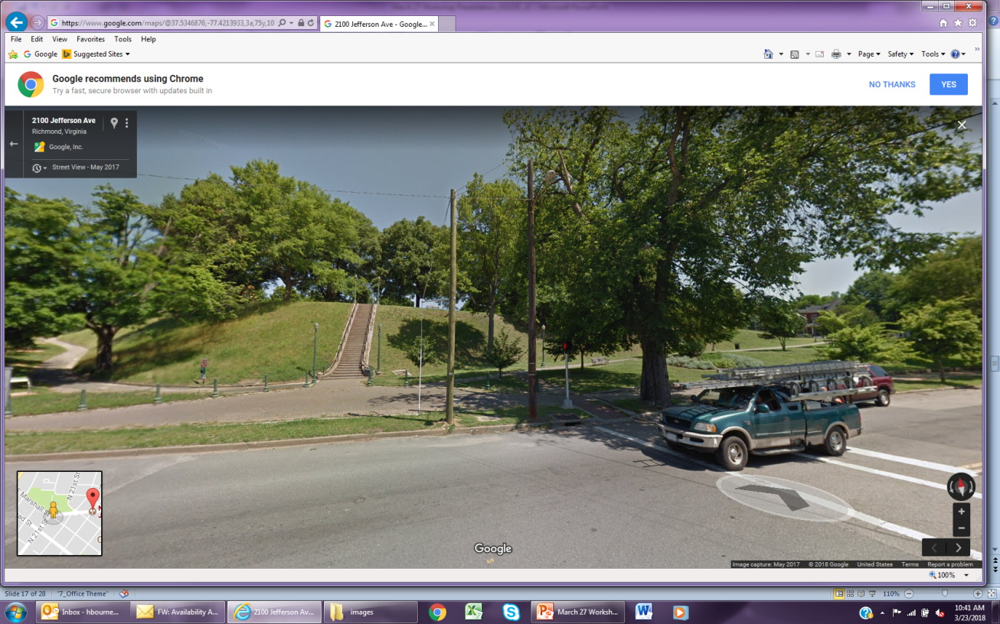 https://www.google.com/maps/@37.5346876,-77.4213933,3a,75y,10
2100 Jefferson Ave - Google...
File Edit View Favorites Tools Help
Google Suggested Sites
Page Safety Tools
Google recommends using Chrome
Try a fast, secure browser with updates built in
NO THANKS YES
2100 Jefferson Ave
Richmond, Virginia
Google, Inc.
Street View - May 2017
N 21st St
E Marshall St
N 21st St
Google
Image capture: May 2017 © 2018 Google United States Terms Report a problem
100%
Slide 17 of 28 "7_Office Theme" 110%
Inbox - hbourne... FW: Availability A... 2100 Jefferson Av... images March 27 Worksh...
10:41 AM
3/23/2018